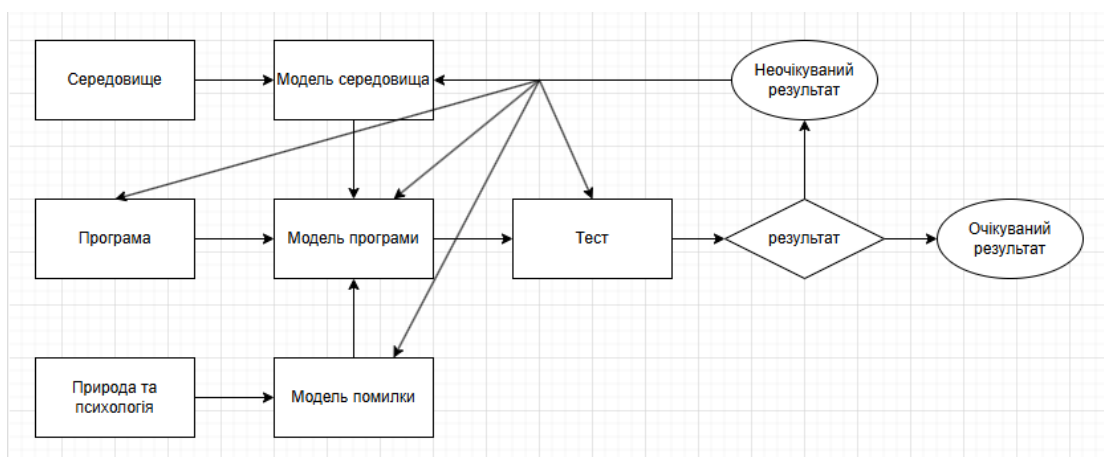 Середовище
Модель середовища
Неочікуваний
результат
Програма
Модель програми
Тест
результат
Очікуваний
результат
Природа та
психологія
Модель помилки